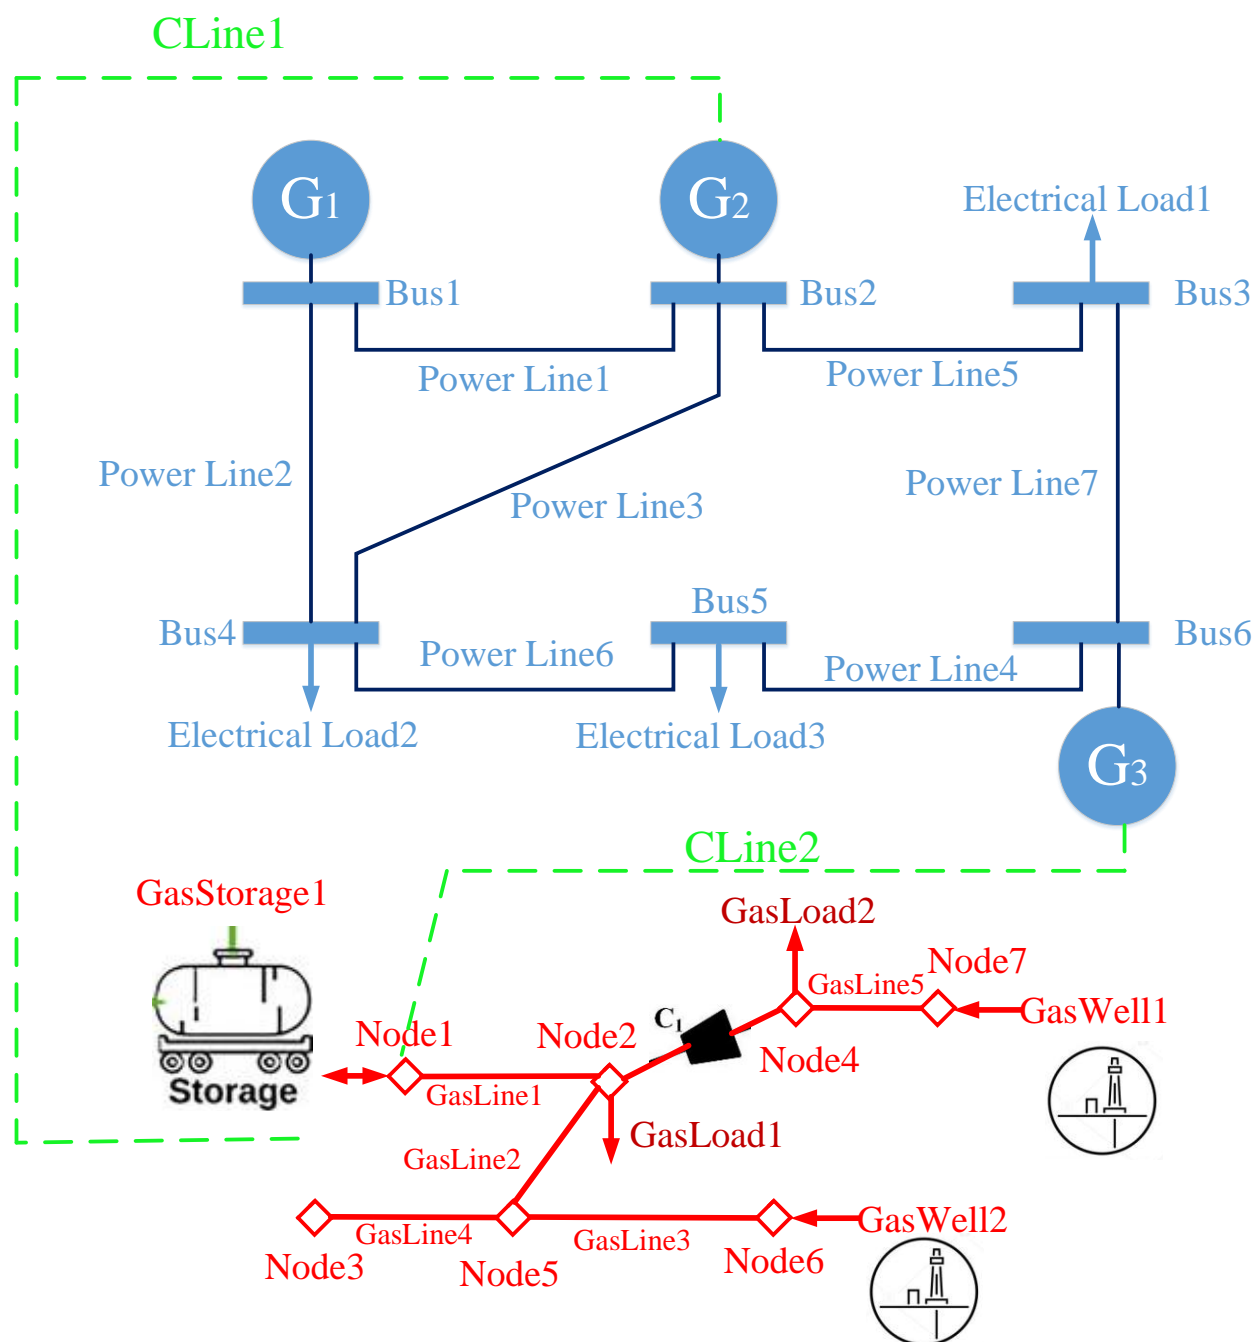 CLine1
G1
G2
Electrical Load1
Bus1
Bus2
Bus3
Power Line1
Power Line5
Power Line2
Power Line3
Power Line7
Bus4
Bus5
Bus6
Power Line6
Power Line4
Electrical Load2
Electrical Load3
G3
CLine2
GasStorage1
GasLoad2
Node7
GasLine5
GasWell1
C1
Node1
Node2
Node4
Storage
GasLine1
GasLoad1
GasLine2
GasLine4
GasLine3
GasWell2
Node3
Node5
Node6